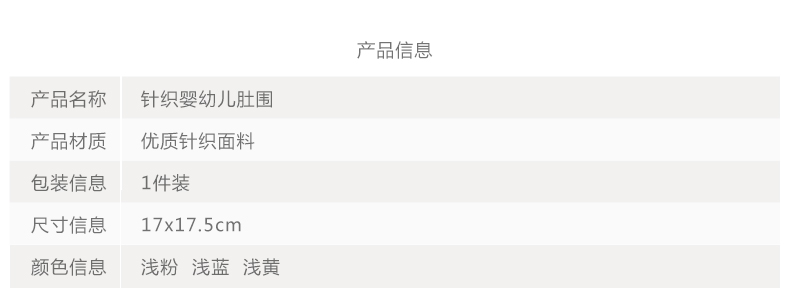 产品信息
产品名称 针织婴幼儿肚围
产品材质 优质针织面料
包装信息 1件装
尺寸信息 17x17.5cm
颜色信息 浅粉 浅蓝 浅黄